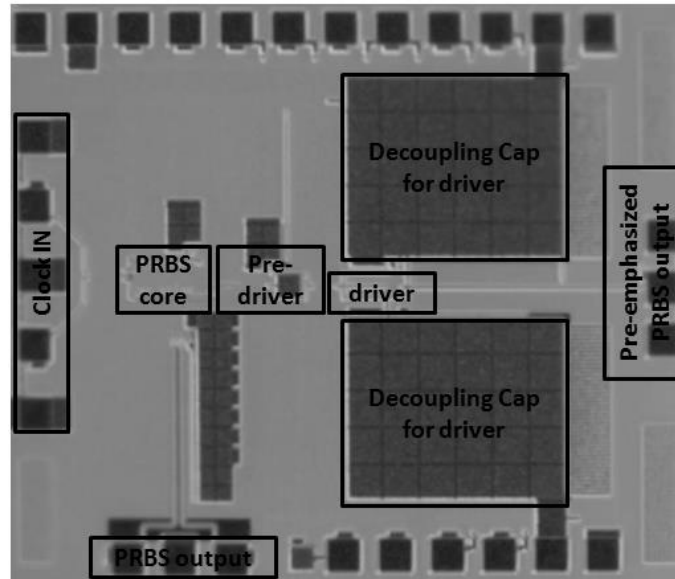 Decoupling Cap
for driver
Clock IN
PRBS
core
Pre-
driver
driver
Pre-emphasized
PRBS output
Decoupling Cap
for driver
PRBS output